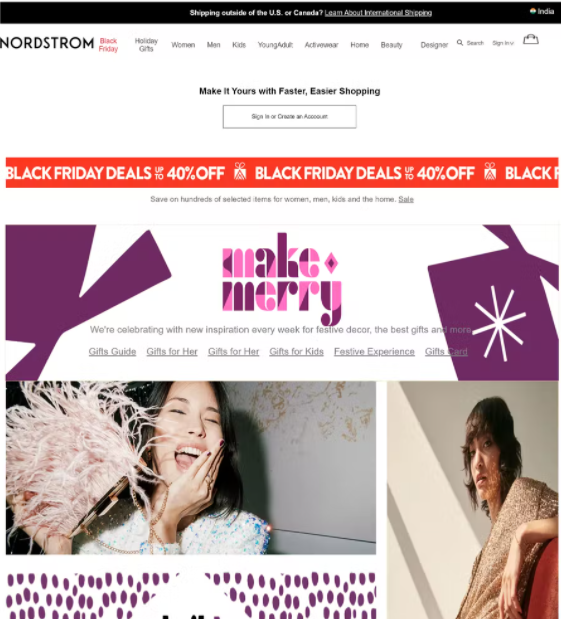 Shipping outside of the U.S. or Canada? Learn About International Shipping
India
NORDSTROM
Black Friday
Holiday Gifts
Women
Men
Kids
YoungAdult
Activewear
Home
Beauty
Designer
Search
Sign In
Make It Yours with Faster, Easier Shopping
Sign In or Create an Account
BLACK FRIDAY DEALS UP TO 40% OFF BLACK FRIDAY DEALS UP TO 40% OFF BLACK F
Save on hundreds of selected items for women, men, kids and the home. Sale
make
merry
We're celebrating with new inspiration every week for festive decor, the best gifts and more
Gifts Guide Gifts for Her Gifts for Her Gifts for Kids Festive Experience Gifts Card